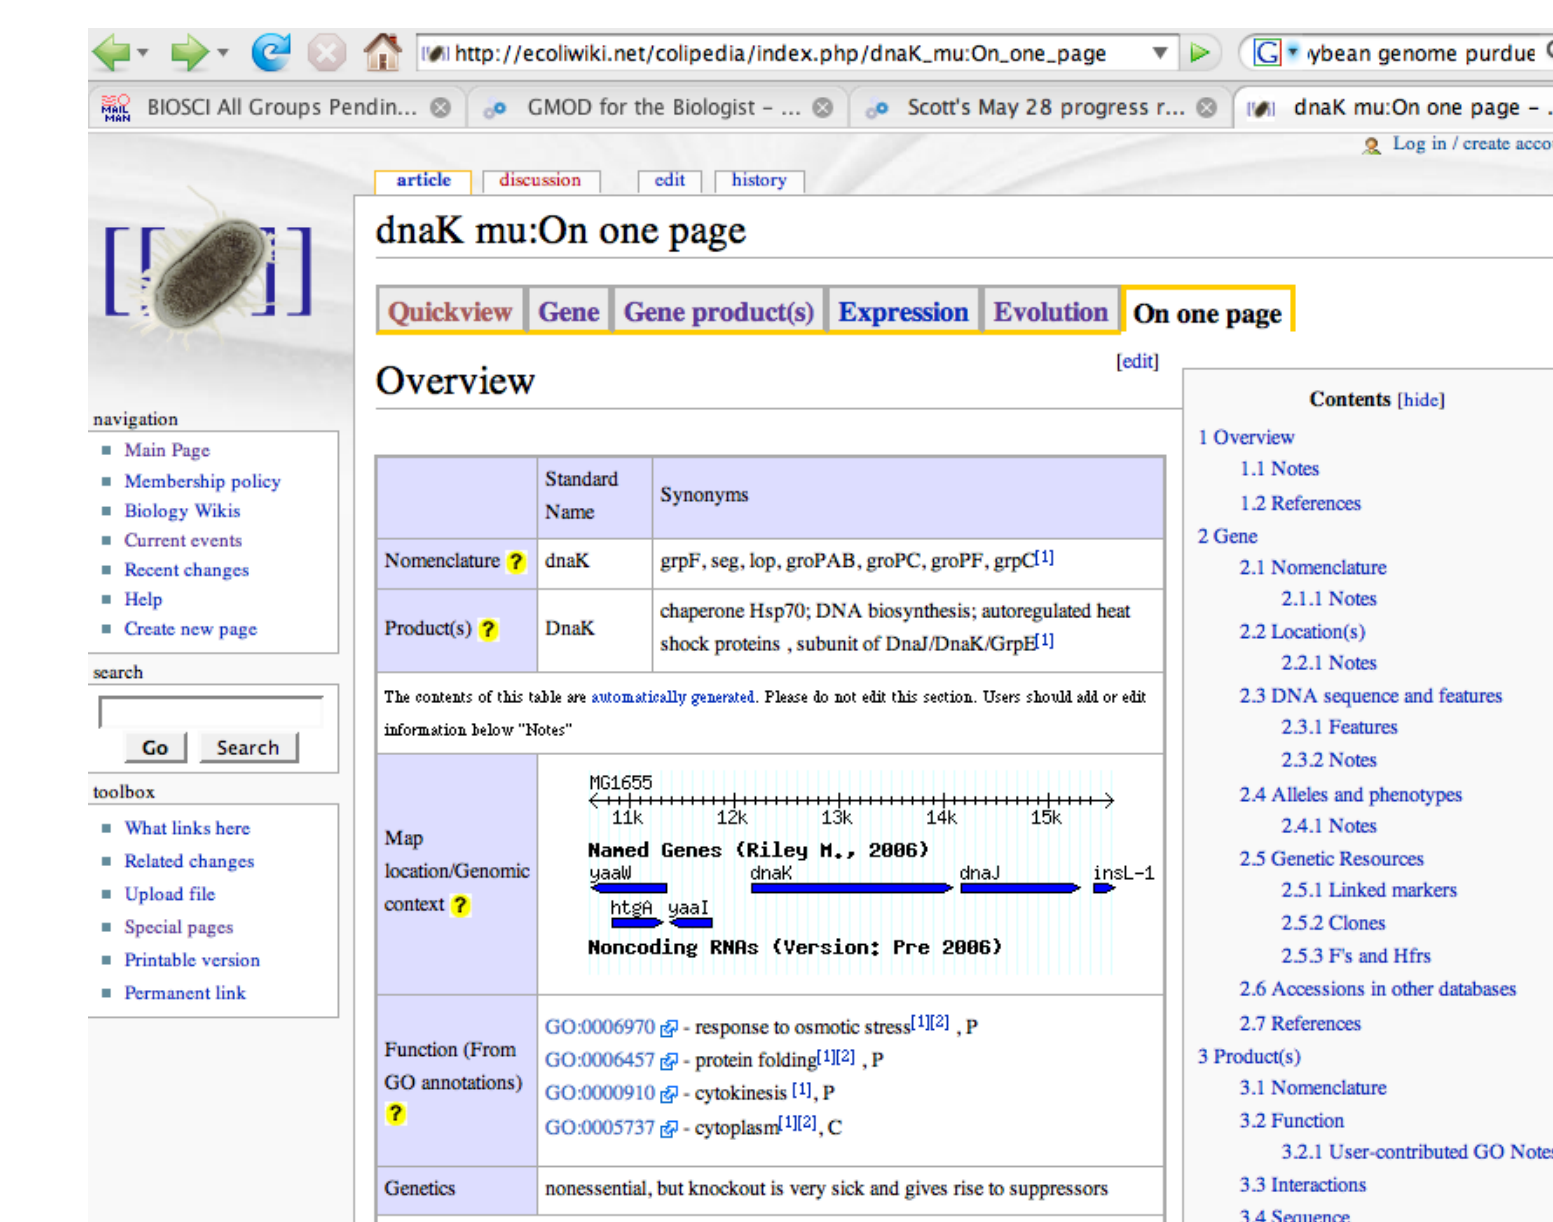 http://ecoliwiki.net/colipedia/index.php/dnaK_mu:On_one_page
ybean genome purdue
BIOSCI All Groups Pendin...
GMOD for the Biologist – ...
Scott's May 28 progress r...
dnaK mu:On one page –
MAIL
MAN
Log in / create acco
article
discussion
edit
history
dnaK mu:On one page
Quickview
Gene
Gene product(s)
Expression
Evolution
On one page
[edit]
Overview
navigation
Main Page
Membership policy
Biology Wikis
Current events
Recent changes
Help
Create new page
search
Go
Search
toolbox
What links here
Related changes
Upload file
Special pages
Printable version
Permanent link
Standard
Name
Synonyms
Nomenclature ?
dnaK
grpF, seg, lop, groPAB, groPC, groPF, grpC[1]
Product(s) ?
DnaK
chaperone Hsp70; DNA biosynthesis; autoregulated heat
shock proteins , subunit of DnaJ/DnaK/GrpE[1]
The contents of this table are automatically generated. Please do not edit this section. Users should add or edit
information below "Notes"
Map
location/Genomic
context ?
MG1655
11k 12k 13k 14k 15k
Named Genes (Riley M., 2006)
yaaW dnaK dnaJ insL-1
htgA yaaI
Noncoding RNAs (Version: Pre 2006)
Function (From
GO annotations)
?
GO:0006970 - response to osmotic stress[1][2] , P
GO:0006457 - protein folding[1][2] , P
GO:0000910 - cytokinesis [1], P
GO:0005737 - cytoplasm[1][2], C
Genetics
nonessential, but knockout is very sick and gives rise to suppressors
Contents [hide]
1 Overview
1.1 Notes
1.2 References
2 Gene
2.1 Nomenclature
2.1.1 Notes
2.2 Location(s)
2.2.1 Notes
2.3 DNA sequence and features
2.3.1 Features
2.3.2 Notes
2.4 Alleles and phenotypes
2.4.1 Notes
2.5 Genetic Resources
2.5.1 Linked markers
2.5.2 Clones
2.5.3 F's and Hfrs
2.6 Accessions in other databases
2.7 References
3 Product(s)
3.1 Nomenclature
3.2 Function
3.2.1 User-contributed GO Notes
3.3 Interactions
3.4 Sequence